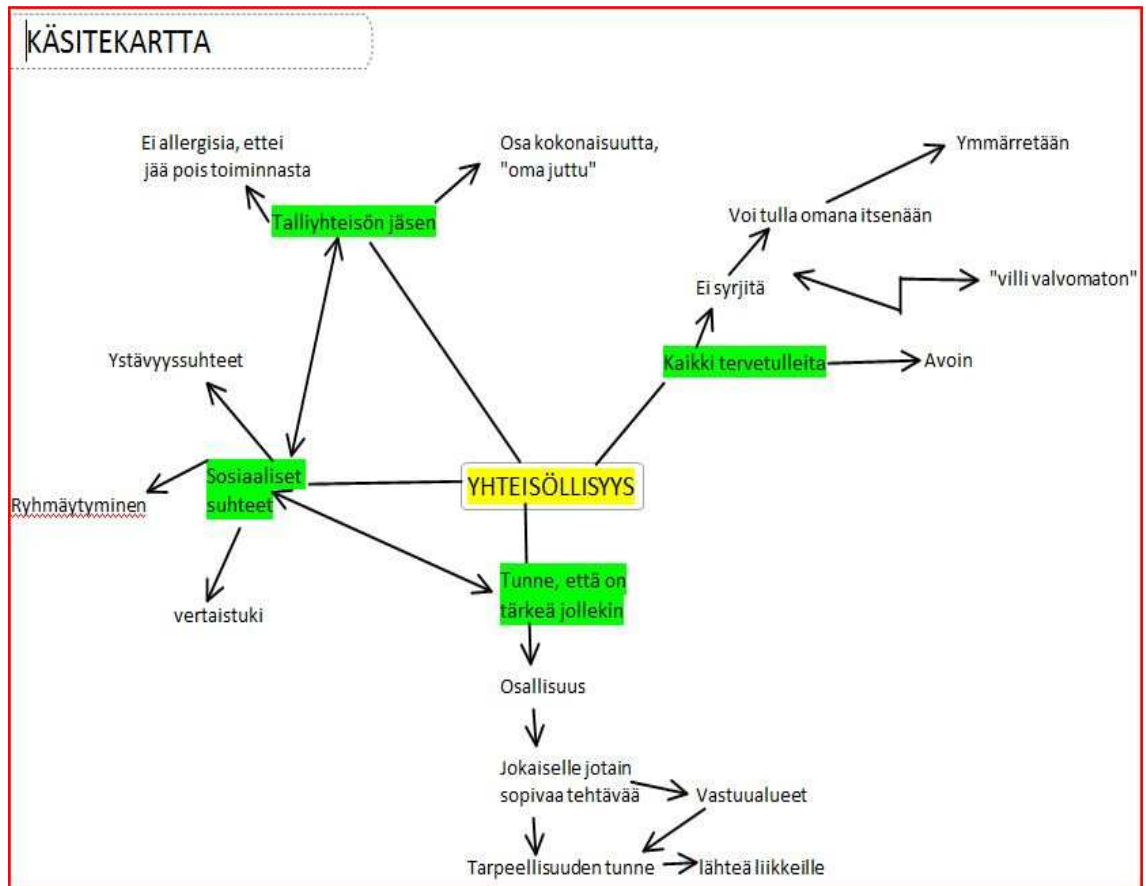 KÄSITEKARTTA
Ei allergisia, ettei
jää pois toiminnasta
Osa kokonaisuutta,
"oma juttu"
Ymmärretään
Talliyhteisön jäsen
Voi tulla omana itsenään
Ei syrjitä
"villi valvomaton"
Ystävyyssuhteet
Kaikki tervetulleita
Avoin
Sosiaaliset
suhteet
YHTEISÖLLISYYS
Ryhmäytyminen
Tunne, että on
tärkeä jollekin
vertaistuki
Osallisuus
Jokaiselle jotain
sopivaa tehtävää
Vastuualueet
Tarpeellisuuden tunne
lähteä liikkeille